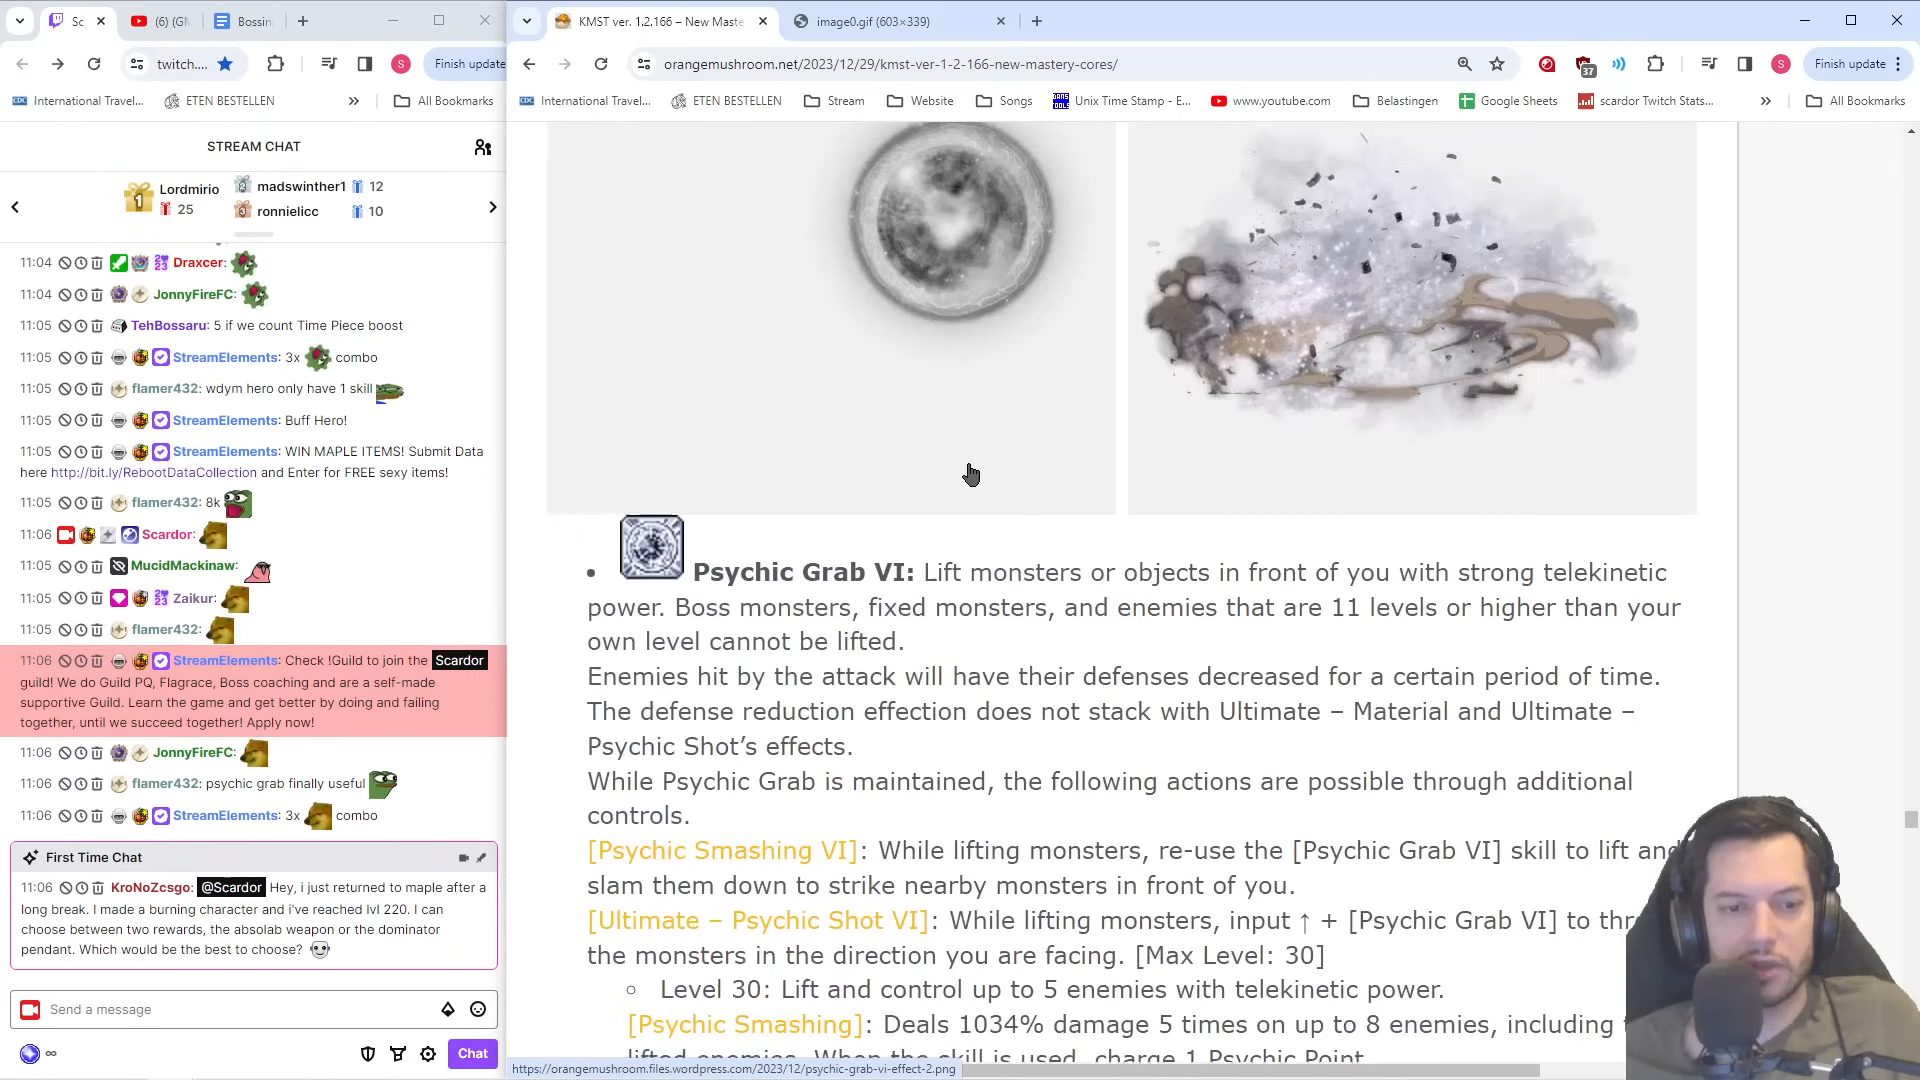 Sc
(6) (GM
Bossin
twitch....
Finish update
International Travel...
ETEN BESTELLEN
All Bookmarks
STREAM CHAT
1 Lordmirio 25
2 madswinther1 12
3 ronnielicc 10
11:04 Draxcer:
11:04 JonnyFireFC:
11:05 TehBossaru: 5 if we count Time Piece boost
11:05 StreamElements: 3x combo
11:05 flamer432: wdym hero only have 1 skill
11:05 StreamElements: Buff Hero!
11:05 StreamElements: WIN MAPLE ITEMS! Submit Data
here http://bit.ly/RebootDataCollection and Enter for FREE sexy items!
11:05 flamer432: 8k
11:06 Scardor:
11:05 MucidMackinaw:
11:05 Zaikur:
11:05 flamer432:
11:06 StreamElements: Check !Guild to join the Scardor
guild! We do Guild PQ, Flagrace, Boss coaching and are a self-made
supportive Guild. Learn the game and get better by doing and failing
together, until we succeed together! Apply now!
11:06 JonnyFireFC:
11:06 flamer432: psychic grab finally useful
11:06 StreamElements: 3x combo
First Time Chat
11:06 KroNoZcsgo: @Scardor Hey, i just returned to maple after a
long break. I made a burning character and i've reached lvl 220. I can
choose between two rewards, the absolab weapon or the dominator
pendant. Which would be the best to choose?
Send a message
∞
Chat
KMST ver. 1.2.166 – New Maste
image0.gif (603×339)
orangemushroom.net/2023/12/29/kmst-ver-1-2-166-new-mastery-cores/
37
Finish update
International Travel...
ETEN BESTELLEN
Stream
Website
Songs
Unix Time Stamp - E...
www.youtube.com
Belastingen
Google Sheets
scardor Twitch Stats...
All Bookmarks
• Psychic Grab VI: Lift monsters or objects in front of you with strong telekinetic
power. Boss monsters, fixed monsters, and enemies that are 11 levels or higher than your
own level cannot be lifted.
Enemies hit by the attack will have their defenses decreased for a certain period of time.
The defense reduction effection does not stack with Ultimate – Material and Ultimate –
Psychic Shot's effects.
While Psychic Grab is maintained, the following actions are possible through additional
controls.
[Psychic Smashing VI]: While lifting monsters, re-use the [Psychic Grab VI] skill to lift and
slam them down to strike nearby monsters in front of you.
[Ultimate – Psychic Shot VI]: While lifting monsters, input ↑ + [Psychic Grab VI] to thr
the monsters in the direction you are facing. [Max Level: 30]
○ Level 30: Lift and control up to 5 enemies with telekinetic power.
[Psychic Smashing]: Deals 1034% damage 5 times on up to 8 enemies, including
lifted enemies. When the skill is used, charge 1 Psychic Point.
https://orangemushroom.files.wordpress.com/2023/12/psychic-grab-vi-effect-2.png